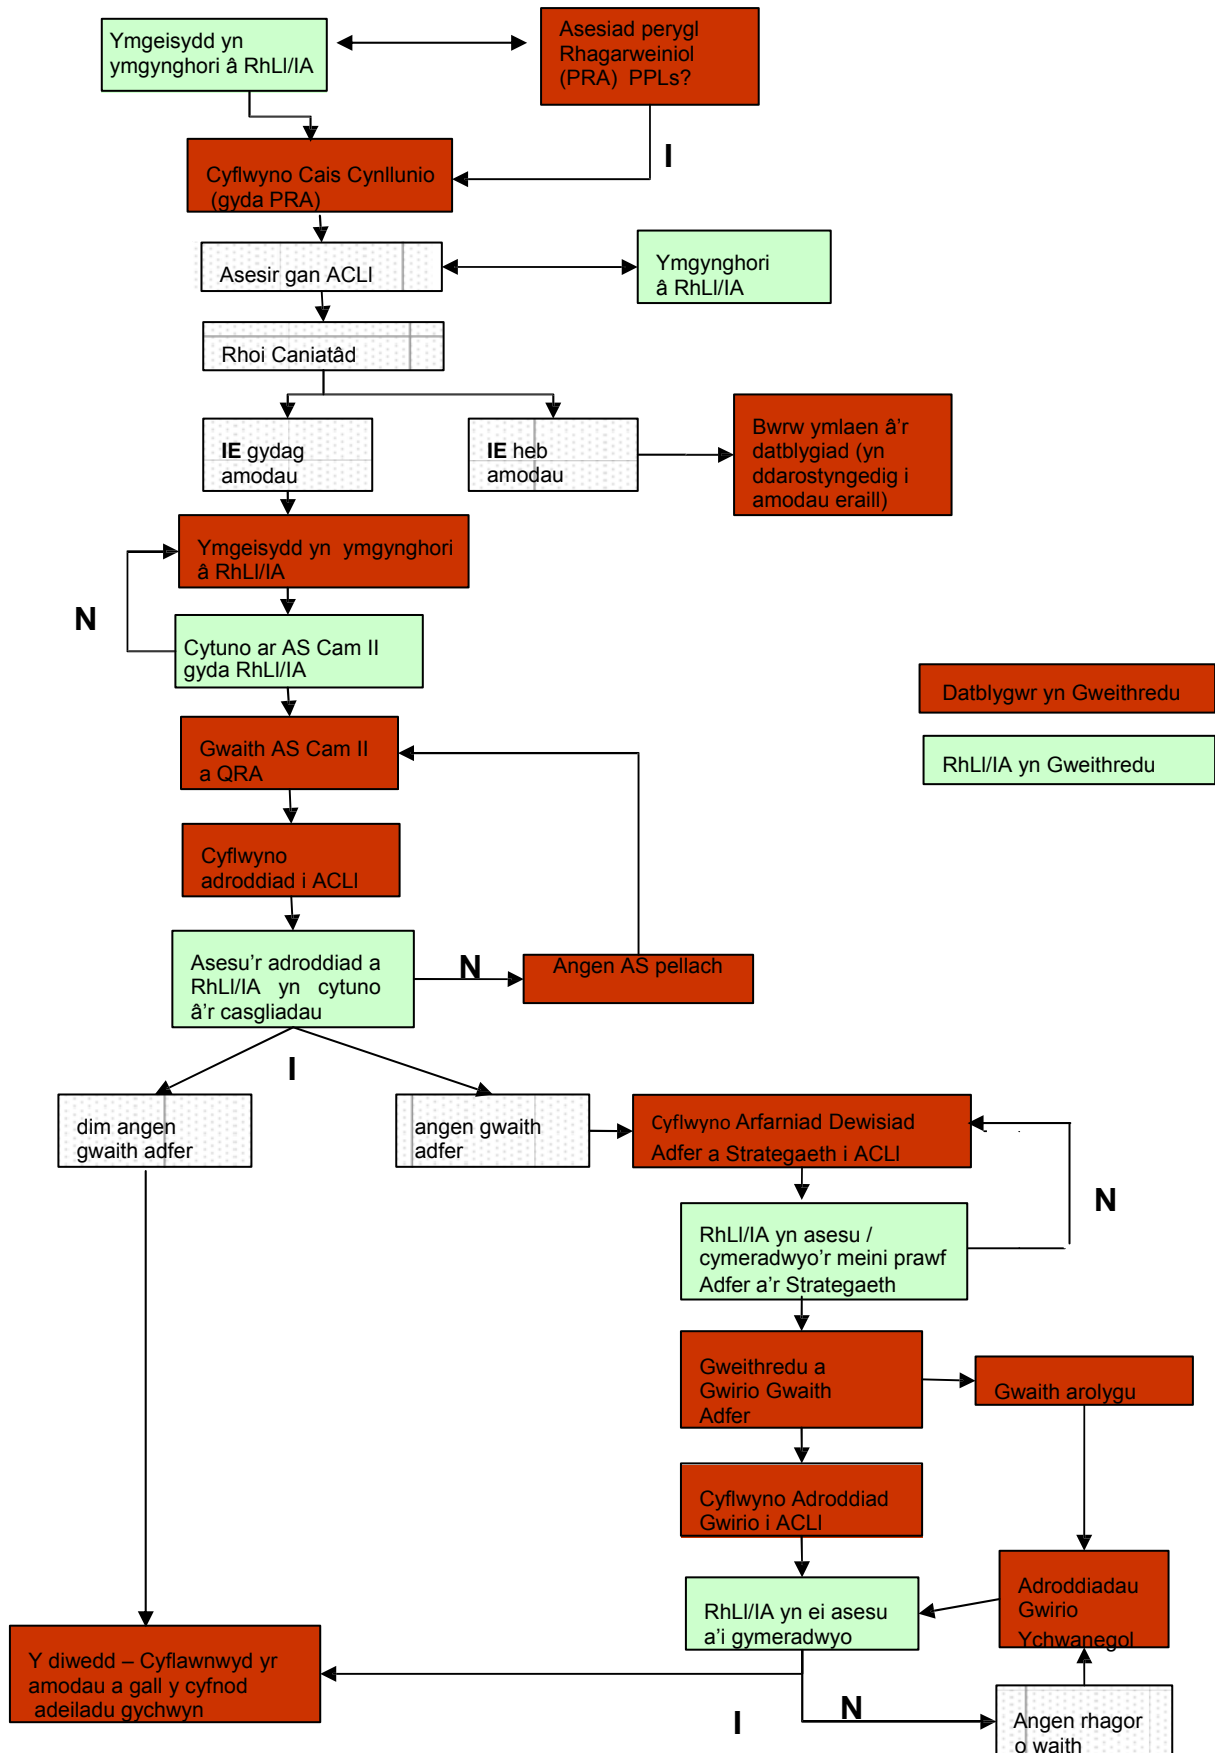 Ymgeisydd yn
ymgynghori â RhLl/IA
Asesiad perygl
Rhagarweiniol
(PRA) PPLs?
I
Cyflwyno Cais Cynllunio
(gyda PRA)
Asesir gan ACLl
Ymgynghori
â RhLl/IA
Rhoi Caniatâd
IE gydag
amodau
IE heb
amodau
Bwrw ymlaen â’r
datblygiad (yn
ddarostyngedig i
amodau eraill)
Ymgeisydd yn ymgynghori
â RhLl/IA
N
Cytuno ar AS Cam II
gyda RhLl/IA
Datblygwr yn Gweithredu
RhLl/IA yn Gweithredu
Gwaith AS Cam II
a QRA
Cyflwyno
adroddiad i ACLl
Asesu’r adroddiad a
RhLl/IA yn cytuno
â’r casgliadau
N
Angen AS pellach
I
dim angen
gwaith adfer
angen gwaith
adfer
Cyflwyno Arfarniad Dewisiad
Adfer a Strategaeth i ACLl
N
RhLl/IA yn asesu /
cymeradwyo’r meini prawf
Adfer a’r Strategaeth
Gweithredu a
Gwirio Gwaith
Adfer
Gwaith arolygu
Cyflwyno Adroddiad
Gwirio i ACLl
Adroddiadau
Gwirio
Ychwanegol
RhLl/IA yn ei asesu
a’i gymeradwyo
Y diwedd – Cyflawnwyd yr
amodau a gall y cyfnod
adeiladu gychwyn
I
N
Angen rhagor
o waith